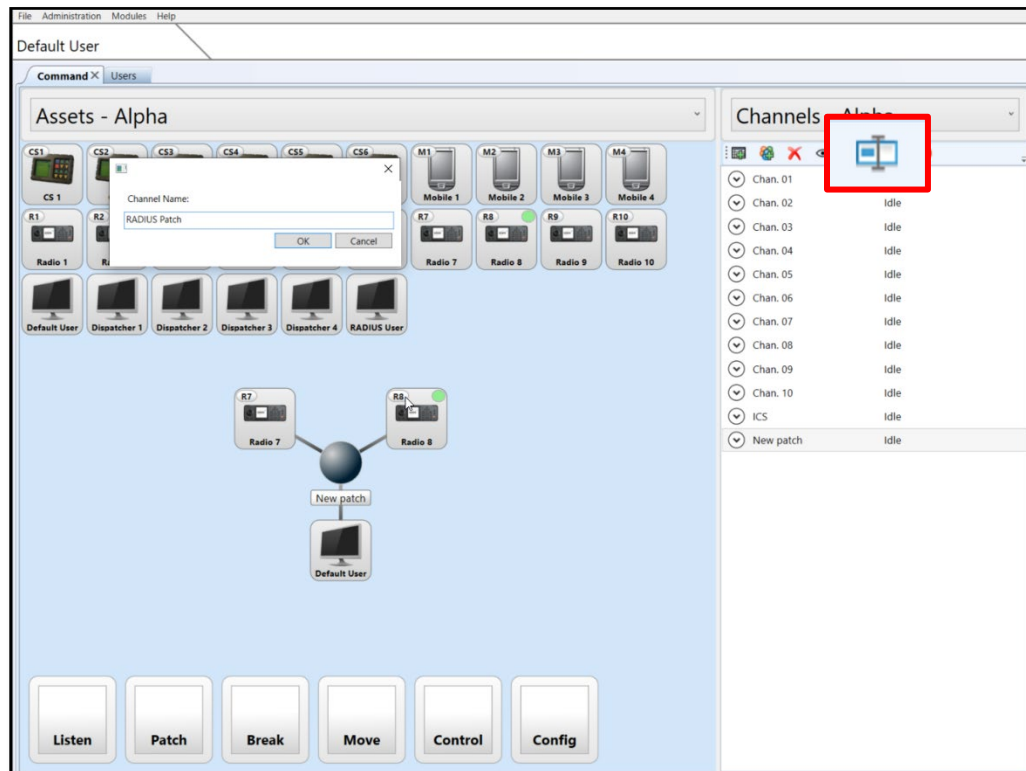 File Administration Modules Help
Default User
Command Users
Assets - Alpha
Channels - Alpha
CS1 CS2 CS3 CS4 CS5 CS6 M1 M2 M3 M4
CS 1 Mobile 1 Mobile 2 Mobile 3 Mobile 4
Channel Name:
RADIUS Patch
OK Cancel
R1 R2 R7 R8 R9 R10
Radio 1 Radio 7 Radio 8 Radio 9 Radio 10
Default User Dispatcher 1 Dispatcher 2 Dispatcher 3 Dispatcher 4 RADIUS User
R7 R8
Radio 7 Radio 8
New patch
Default User
Listen Patch Break Move Control Config
Chan. 01
Chan. 02 Idle
Chan. 03 Idle
Chan. 04 Idle
Chan. 05 Idle
Chan. 06 Idle
Chan. 07 Idle
Chan. 08 Idle
Chan. 09 Idle
Chan. 10 Idle
ICS Idle
New patch Idle